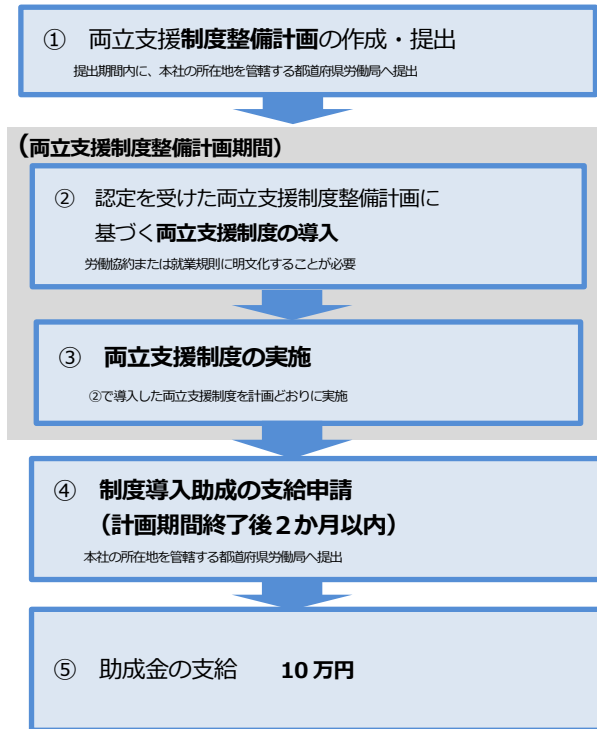 ① 両立支援制度整備計画の作成・提出
提出期間内に、本社の所在地を管轄する都道府県労働局へ提出
(両立支援制度整備計画期間)
② 認定を受けた両立支援制度整備計画に
基づく両立支援制度の導入
労働協約または就業規則に明文化することが必要
③ 両立支援制度の実施
②で導入した両立支援制度を計画どおりに実施
④ 制度導入助成の支給申請
(計画期間終了後2か月以内)
本社の所在地を管轄する都道府県労働局へ提出
⑤ 助成金の支給 10万円